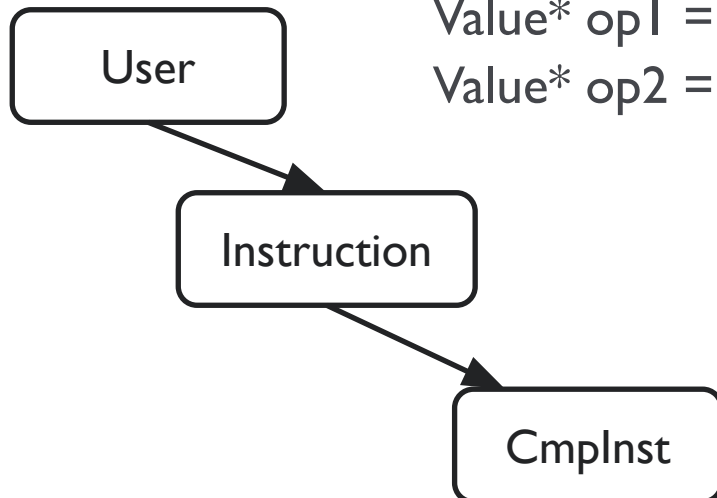 Value* op1 =
User
Value* op2 =
Instruction
CmpInst